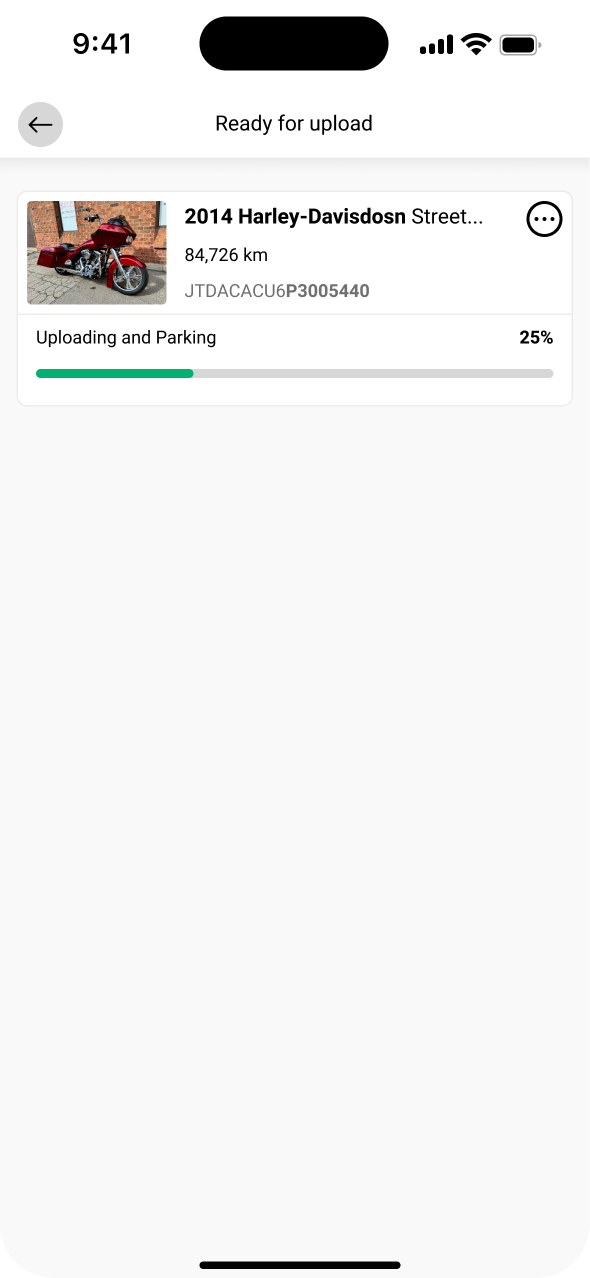 9:41
Ready for upload
2014 Harley-Davisdosn Street...
84,726 km
JTDACACU6P3005440
Uploading and Parking 25%